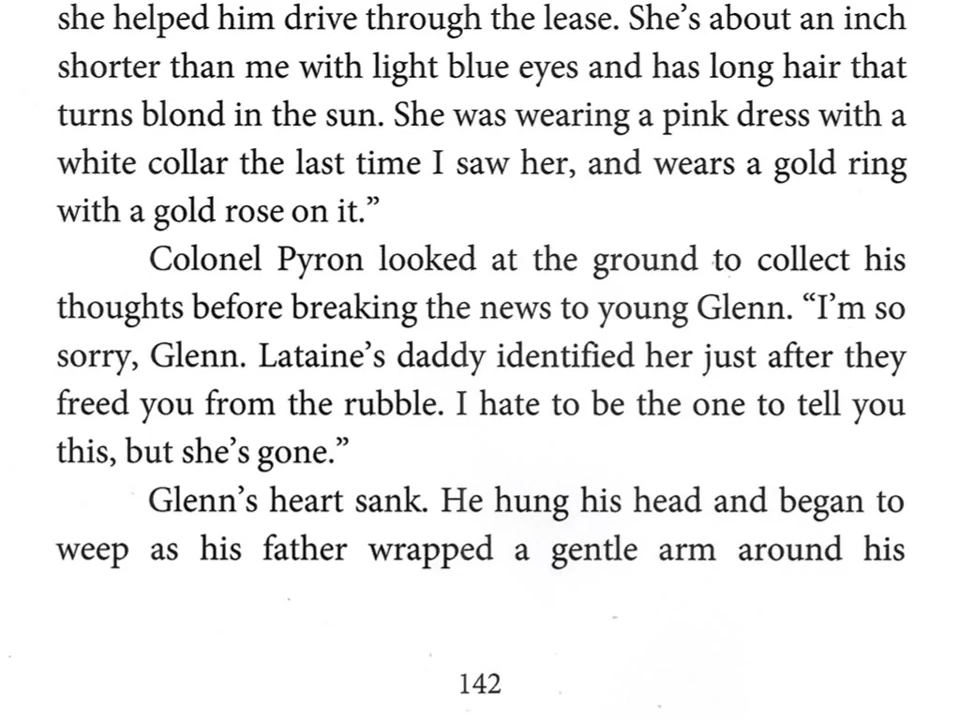 she helped him drive through the lease. She’s about an inch
shorter than me with light blue eyes and has long hair that
turns blond in the sun. She was wearing a pink dress with a
white collar the last time I saw her, and wears a gold ring
with a gold rose on it.”
Colonel Pyron looked at the ground to collect his
thoughts before breaking the news to young Glenn. “I’m so
sorry, Glenn. Lataine’s daddy identified her just after they
freed you from the rubble. I hate to be the one to tell you
this, but she’s gone.”
Glenn’s heart sank. He hung his head and began to
weep as his father wrapped a gentle arm around his
142